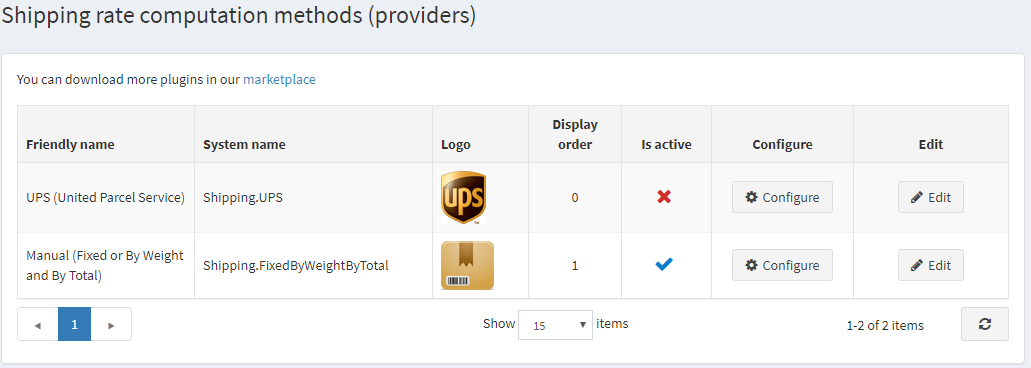 Shipping rate computation methods (providers)
You can download more plugins in our marketplace
Friendly name System name Logo Display order Is active Configure Edit
UPS (United Parcel Service) Shipping.UPS ups 0 Configure Edit
Manual (Fixed or By Weight and By Total) Shipping.FixedByWeightByTotal 1 Configure Edit
1 Show 15 items 1-2 of 2 items